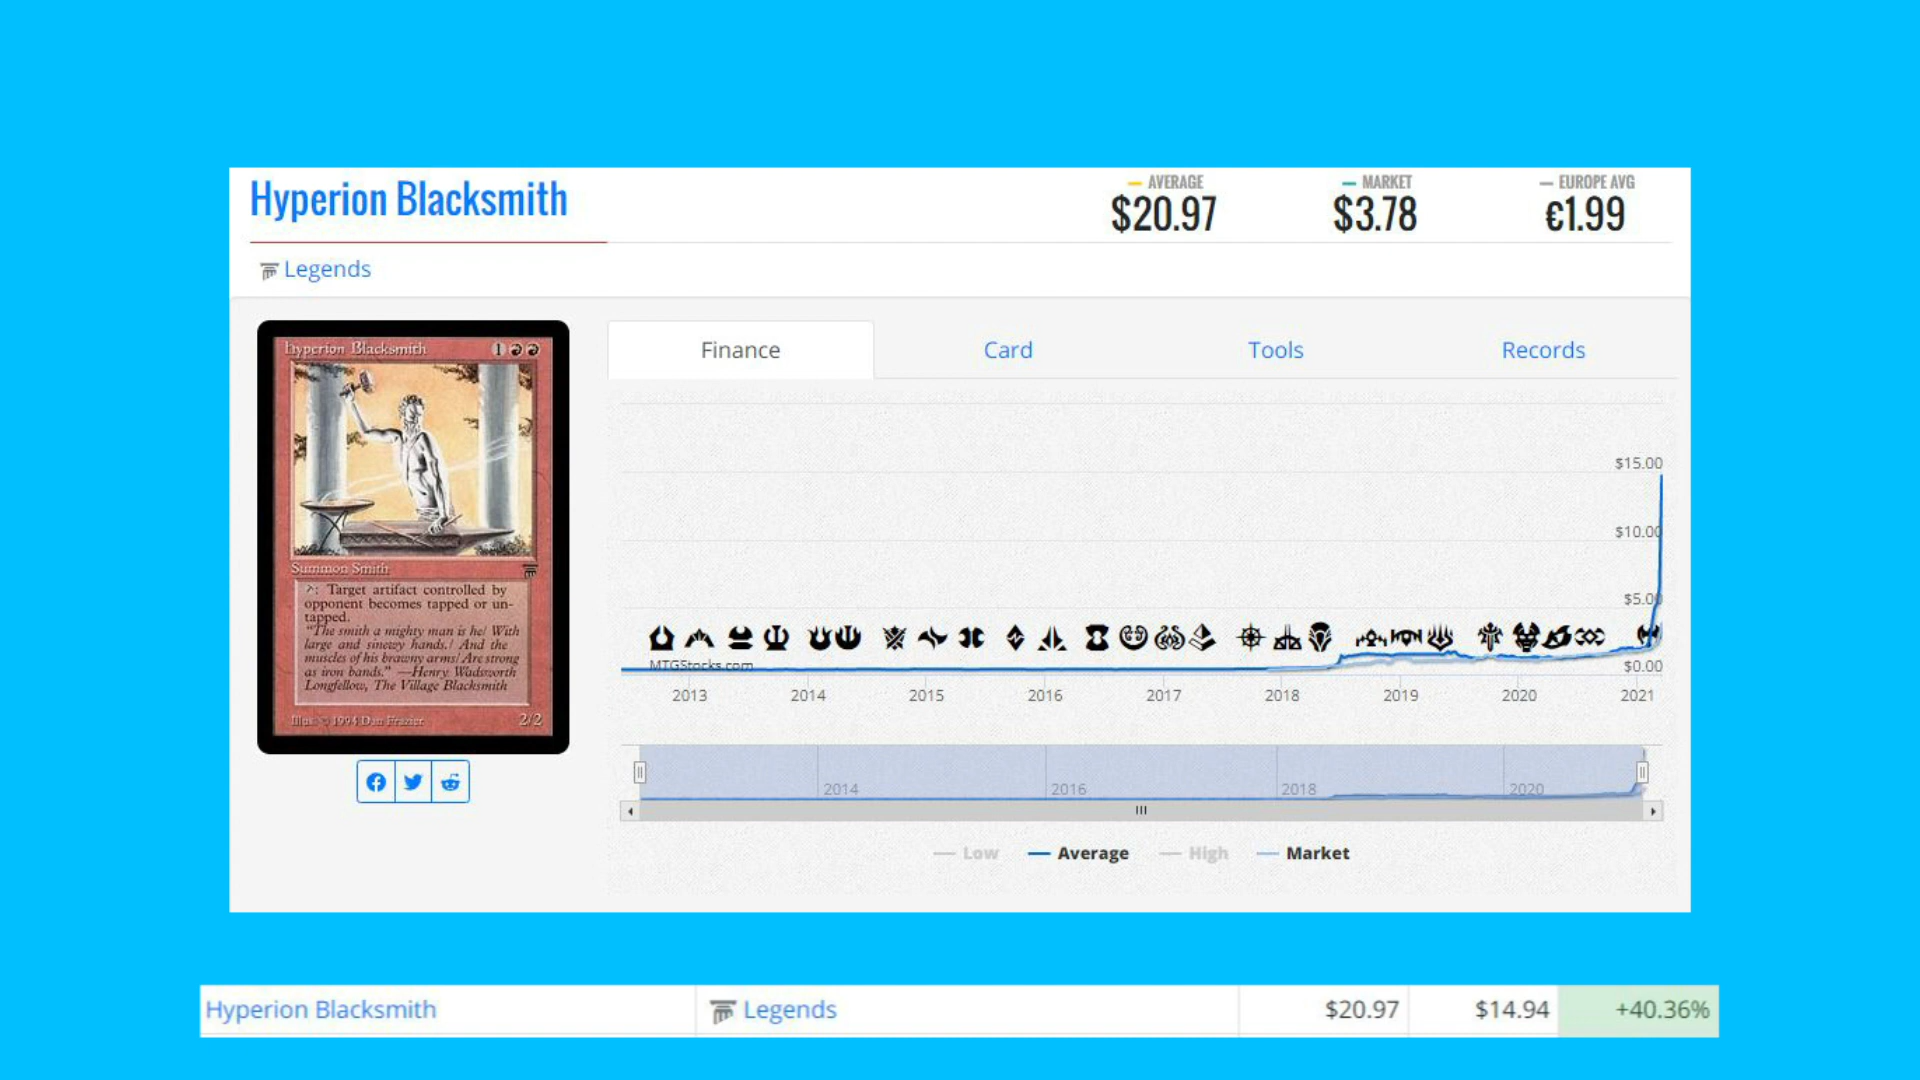 Hyperion Blacksmith
AVERAGE
$20.97
MARKET
$3.78
EUROPE AVG
€1.99
Legends
Hyperion Blacksmith 1
Summon Smith
: Target artifact controlled by
opponent becomes tapped or un-
tapped.
"The smith a mighty man is he/ With
large and sinewy hands./ And the
muscles of his brawny arms/ Are strong
as iron bands." —Henry Wadsworth
Longfellow, The Village Blacksmith
Illus. © 1994 Dan Frazier
2/2
Finance
Card
Tools
Records
$15.00
$10.00
$5.00
$0.00
MTGStocks.com
2013 2014 2015 2016 2017 2018 2019 2020 2021
2014 2016 2018 2020
Low Average High Market
Hyperion Blacksmith Legends $20.97 $14.94 +40.36%